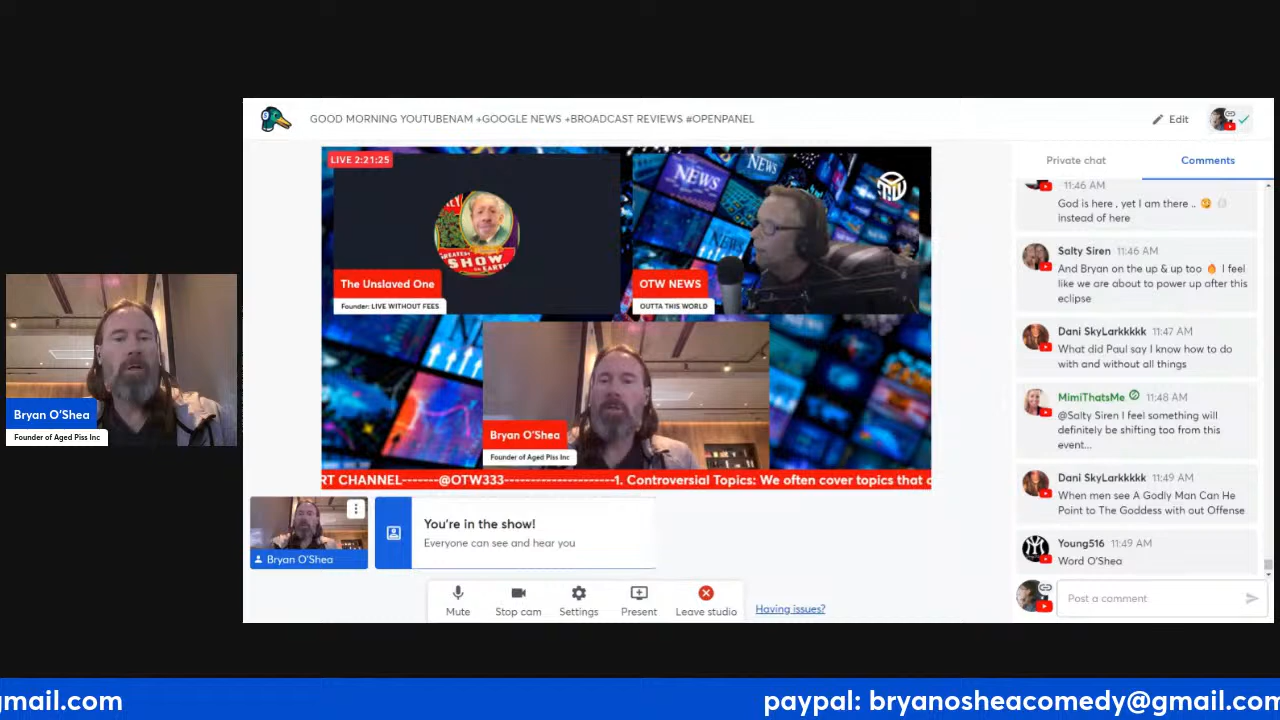 GOOD MORNING YOUTUBENAM +GOOGLE NEWS +BROADCAST REVIEWS #OPENPANEL
Edit
LIVE 2:21:25
NEWS
NEWS
NEWS
SHOW
The Unslaved One
Founder: LIVE WITHOUT FEES
OTW NEWS
OUTTA THIS WORLD
Bryan O'Shea
Founder of Aged Piss Inc
RT CHANNEL-------@OTW333--------------------1. Controversial Topics: We often cover topics that
Bryan O'Shea
Founder of Aged Piss Inc
Bryan O'Shea
You're in the show!
Everyone can see and hear you
Mute
Stop cam
Settings
Present
Leave studio
Having issues?
Private chat
Comments
11:46 AM
God is here , yet I am there ..
instead of here
Salty Siren 11:46 AM
And Bryan on the up & up too 🔥 I feel
like we are about to power up after this
eclipse
Dani SkyLarkkkkk 11:47 AM
What did Paul say I know how to do
with and without all things
MimiThatsMe 11:48 AM
@Salty Siren I feel something will
definitely be shifting too from this
event...
Dani SkyLarkkkkk 11:49 AM
When men see A Godly Man Can He
Point to The Goddess with out Offense
Young516 11:49 AM
Word O'Shea
Post a comment
gmail.com
paypal: bryanosheacomedy@gmail.com